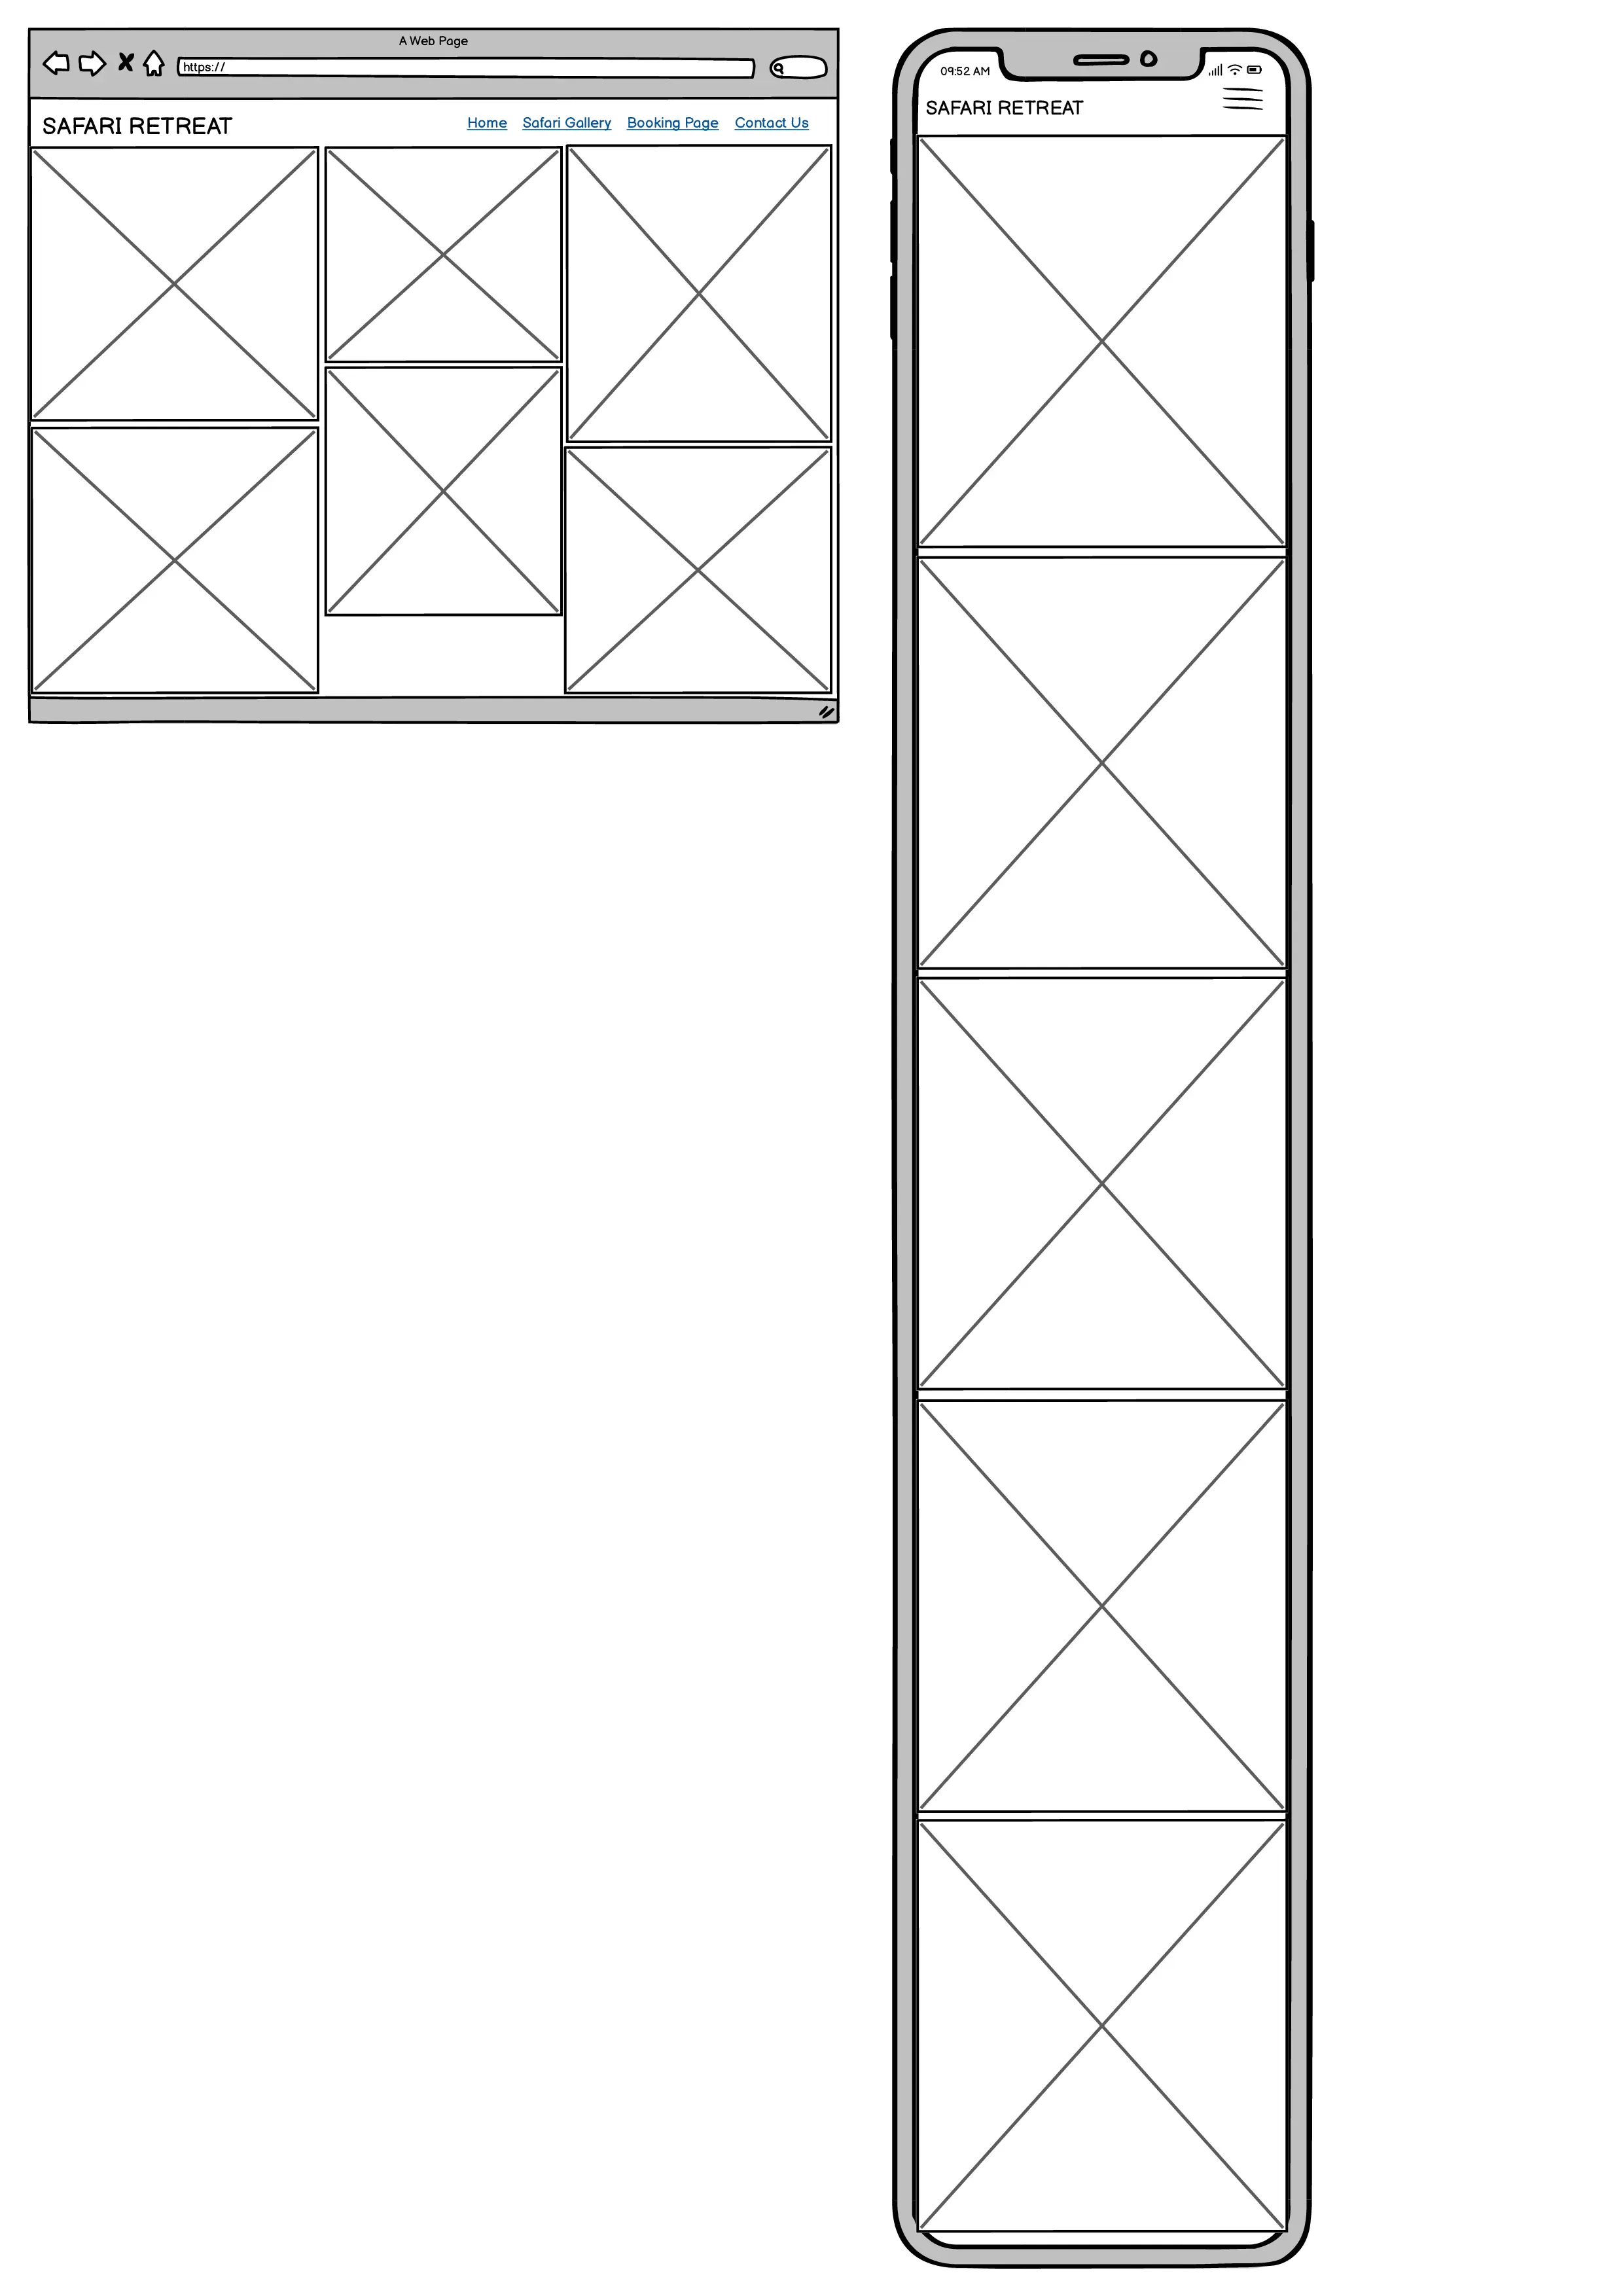 A Web Page
https://
SAFARI RETREAT
Home Safari Gallery Booking Page Contact Us
09:52 AM
SAFARI RETREAT